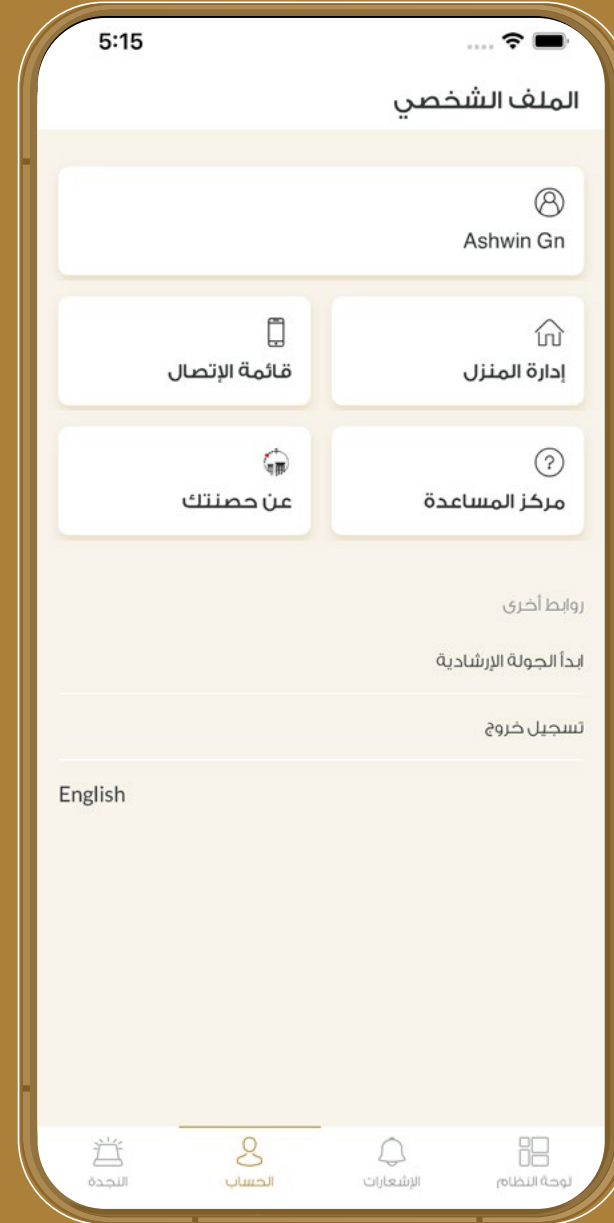 5:15
الملف الشخصي
Ashwin Gn
إدارة المنزل
قائمة الإتصال
مركز المساعدة
عن حصنتك
روابط أخرى
ابدأ الجولة الإرشادية
تسجيل خروج
English
لوحة النظام
الإشعارات
الحساب
النجدة